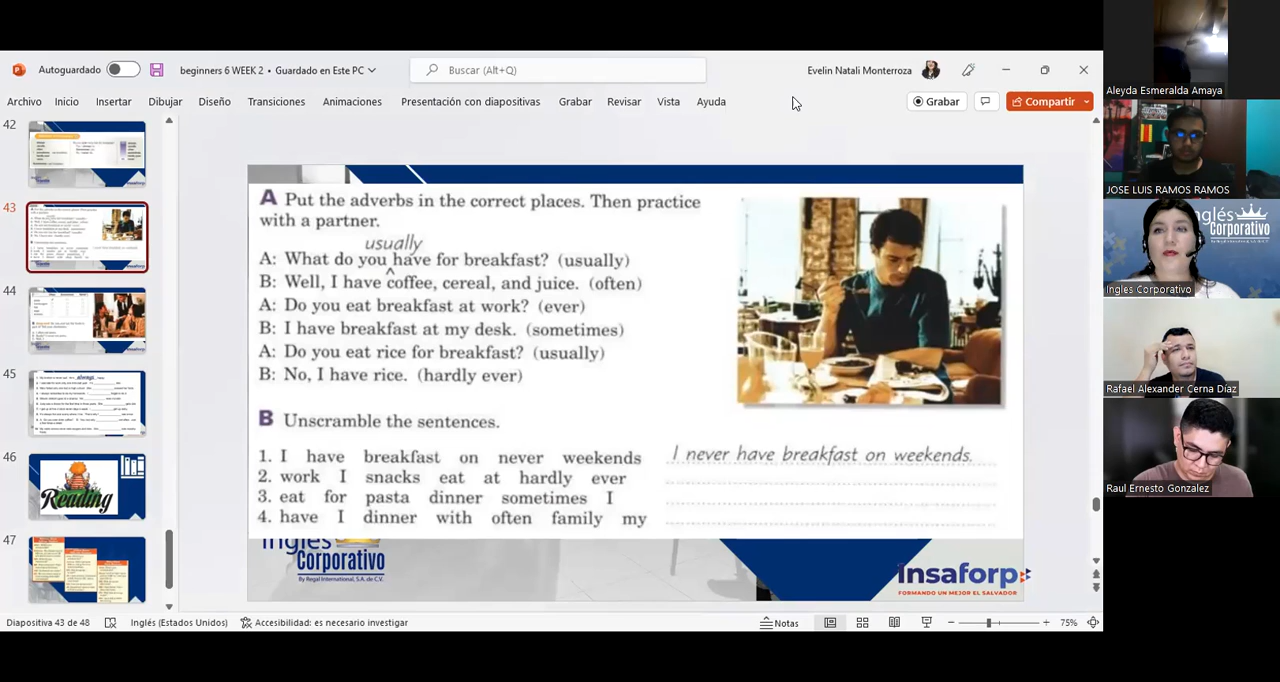 Autoguardado
beginners 6 WEEK 2 • Guardado en Este PC
Buscar (Alt+Q)
Evelin Natali Monterroza
Archivo Inicio Insertar Dibujar Diseño Transiciones Animaciones Presentación con diapositivas Grabar Revisar Vista Ayuda
Grabar
Compartir
42
43
44
45
46
Reading
47
A Put the adverbs in the correct places. Then practice
with a partner.
usually
A: What do you have for breakfast? (usually)
B: Well, I have coffee, cereal, and juice. (often)
A: Do you eat breakfast at work? (ever)
B: I have breakfast at my desk. (sometimes)
A: Do you eat rice for breakfast? (usually)
B: No, I have rice. (hardly ever)
B Unscramble the sentences.
1. I have breakfast on never weekends
I never have breakfast on weekends.
2. work I snacks eat at hardly ever
3. eat for pasta dinner sometimes I
4. have I dinner with often family my
Inglés
Corporativo
By Regal International, S.A. de C.V.
insaforp
FORMANDO UN MEJOR EL SALVADOR
Diapositiva 43 de 48
Inglés (Estados Unidos)
Accesibilidad: es necesario investigar
Notas
75%
Aleyda Esmeralda Amaya
JOSE LUIS RAMOS RAMOS
Inglés
Corporativo
Ingles Corporativo
Rafael Alexander Cerna Díaz
Raul Ernesto Gonzalez